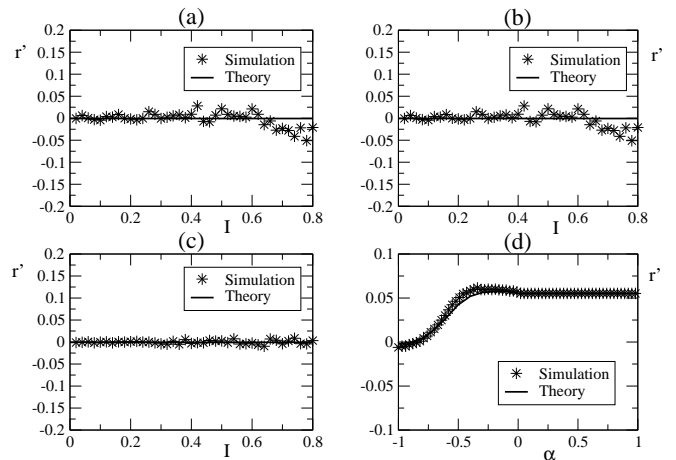 (a)
r'
0.2
0.15
0.1
0.05
0
-0.05
-0.1
-0.15
-0.2
Simulation
Theory
0 0.2 0.4 0.6 0.8
I
(b)
r'
0.2
0.15
0.1
0.05
0
-0.05
-0.1
-0.15
-0.2
Simulation
Theory
0 0.2 0.4 0.6 0.8
I
(c)
r'
0.2
0.15
0.1
0.05
0
-0.05
-0.1
-0.15
-0.2
Simulation
Theory
0 0.2 0.4 0.6 0.8
I
(d)
r'
0.1
0.05
0
-0.05
0.1
Simulation
Theory
-1 -0.5 0 0.5 1
α